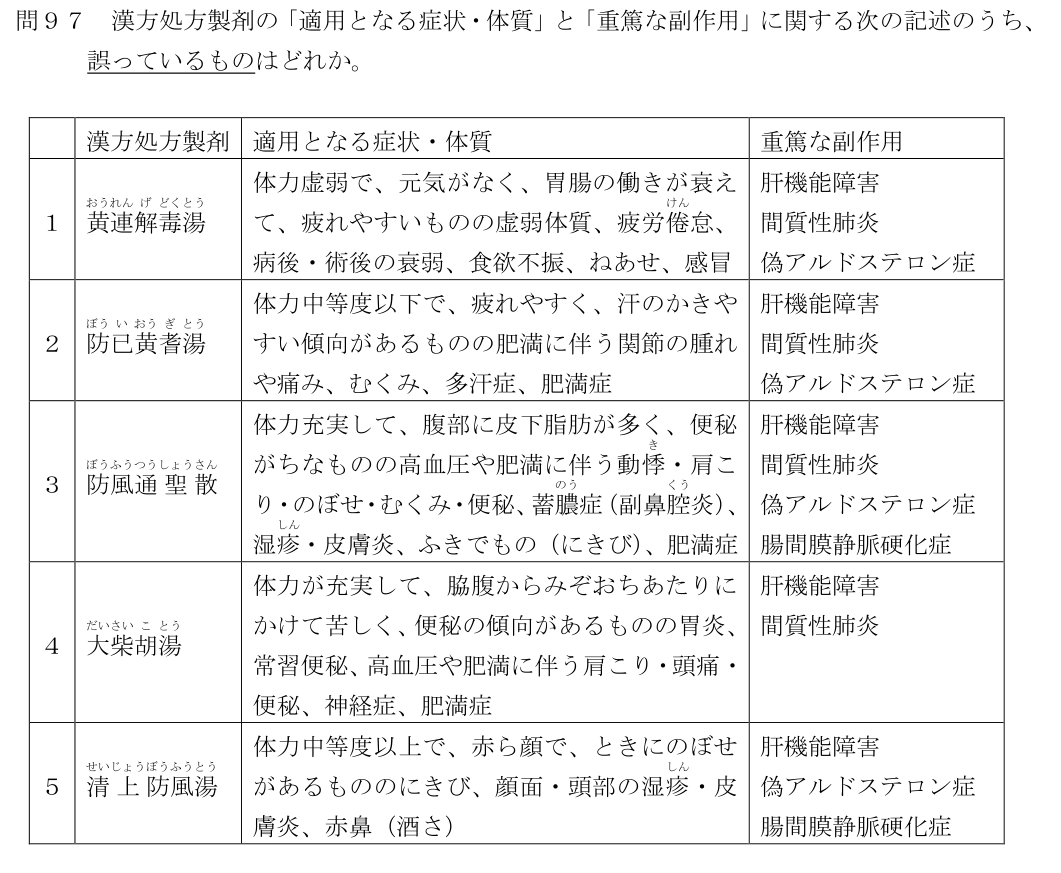 問９７　漢方処方製剤の「適用となる症状・体質」と「重篤な副作用」に関する次の記述のうち、
誤っているものはどれか。
漢方処方製剤　適用となる症状・体質　重篤な副作用
1
おうれん げ どくとう
黄連解毒湯
体力虚弱で、元気がなく、胃腸の働きが衰え
けん
て、疲れやすいものの虚弱体質、疲労倦怠、
病後・術後の衰弱、食欲不振、ねあせ、感冒
肝機能障害
間質性肺炎
偽アルドステロン症
2
ぼう い おう ぎ とう
防已黄耆湯
体力中等度以下で、疲れやすく、汗のかきや
すい傾向があるものの肥満に伴う関節の腫れ
や痛み、むくみ、多汗症、肥満症
肝機能障害
間質性肺炎
偽アルドステロン症
3
ぼうふうつうしょうさん
防風通聖散
体力充実して、腹部に皮下脂肪が多く、便秘
き
がちなものの高血圧や肥満に伴う動悸・肩こ
のう　くう
り・のぼせ・むくみ・便秘、蓄膿症（副鼻腔炎）、
しん
湿疹・皮膚炎、ふきでもの（にきび）、肥満症
肝機能障害
間質性肺炎
偽アルドステロン症
腸間膜静脈硬化症
4
だいさい こ とう
大柴胡湯
体力が充実して、脇腹からみぞおちあたりに
かけて苦しく、便秘の傾向があるものの胃炎、
常習便秘、高血圧や肥満に伴う肩こり・頭痛・
便秘、神経症、肥満症
肝機能障害
間質性肺炎
5
せいじょうぼうふうとう
清上防風湯
体力中等度以上で、赤ら顔で、ときにのぼせ
しん
があるもののにきび、顔面・頭部の湿疹・皮
膚炎、赤鼻（酒さ）
肝機能障害
偽アルドステロン症
腸間膜静脈硬化症